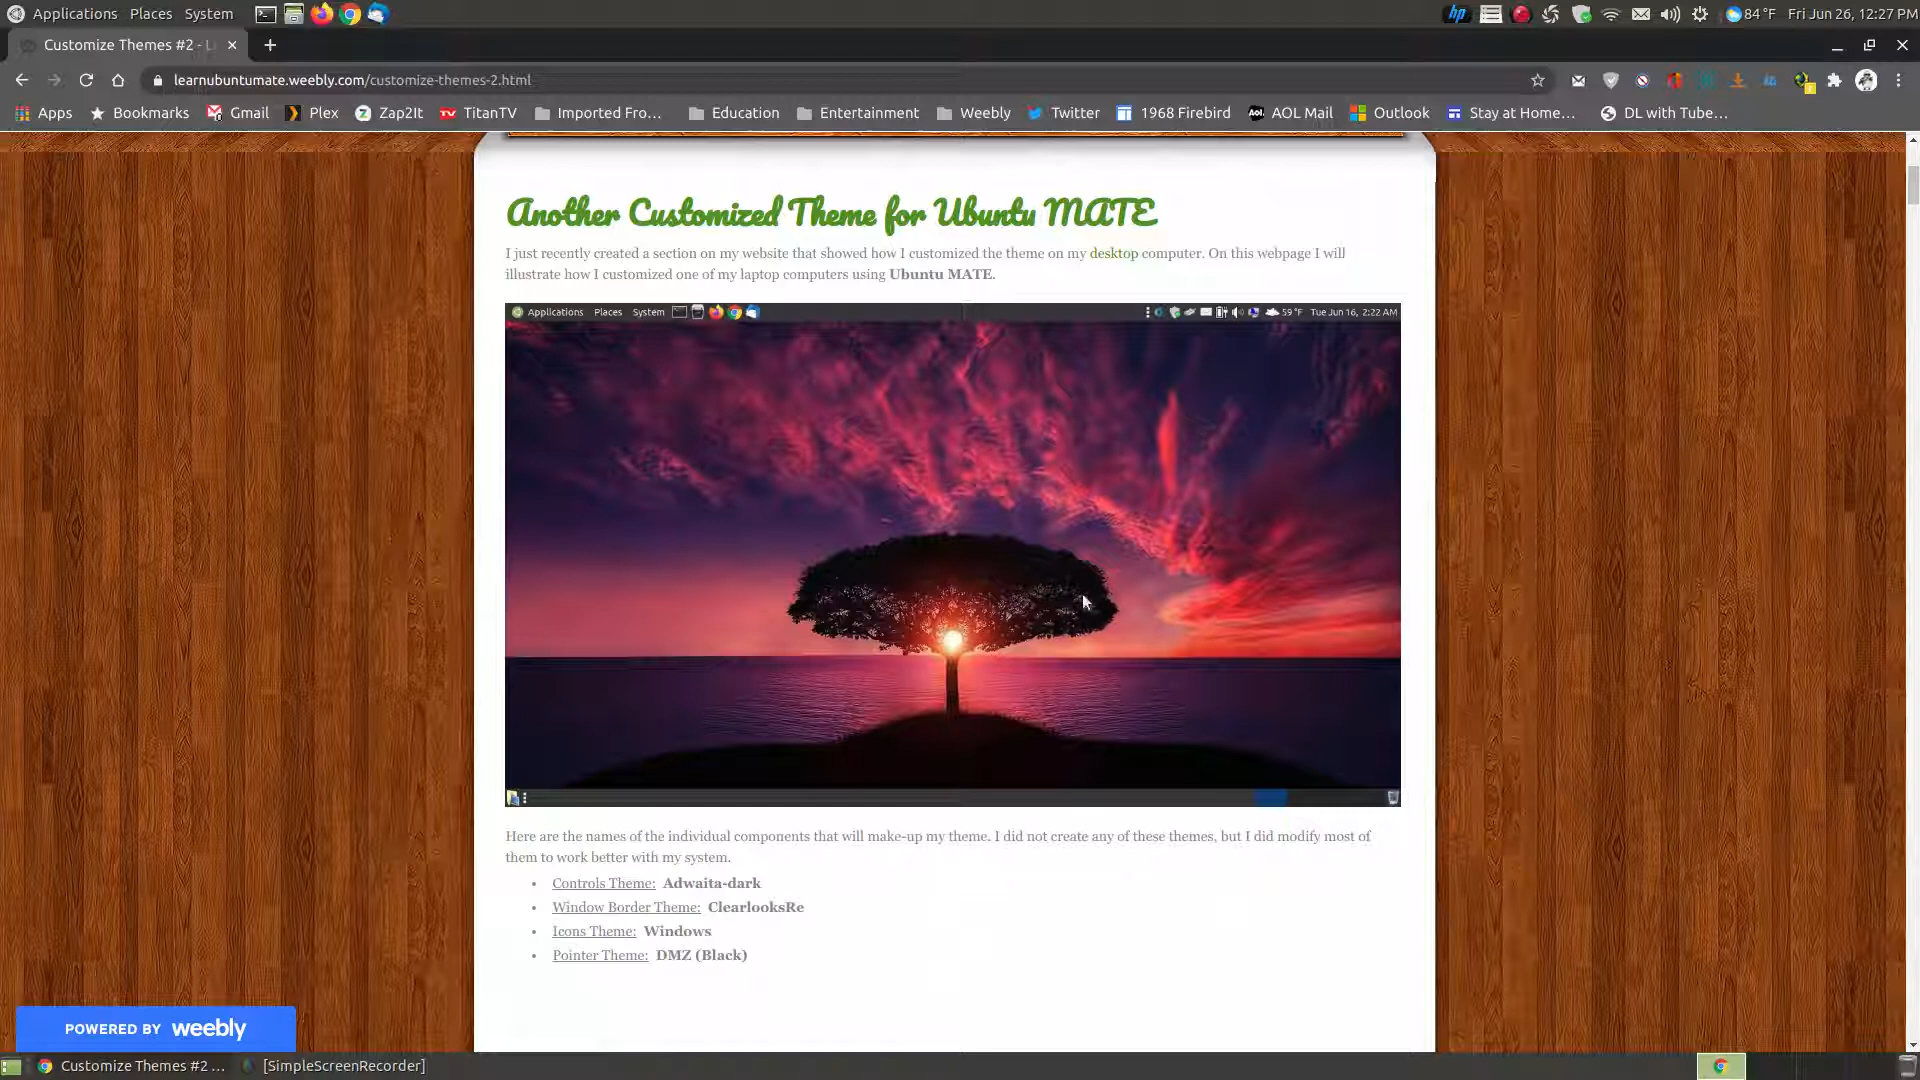 Applications Places System 84 °F Fri Jun 26, 12:27 PM
Customize Themes #2 - L
learnubuntumate.weebly.com/customize-themes-2.html
Apps Bookmarks Gmail Plex Zap2It TitanTV Imported Fro... Education Entertainment Weebly Twitter 1968 Firebird AOL Mail Outlook Stay at Home... DL with Tube...
Another Customized Theme for Ubuntu MATE
I just recently created a section on my website that showed how I customized the theme on my desktop computer. On this webpage I will
illustrate how I customized one of my laptop computers using Ubuntu MATE.
Applications Places System 59 °F Tue Jun 16, 2:22 AM
Here are the names of the individual components that will make-up my theme. I did not create any of these themes, but I did modify most of
them to work better with my system.
• Controls Theme: Adwaita-dark
• Window Border Theme: ClearlooksRe
• Icons Theme: Windows
• Pointer Theme: DMZ (Black)
POWERED BY weebly
Customize Themes #2 ... [SimpleScreenRecorder]